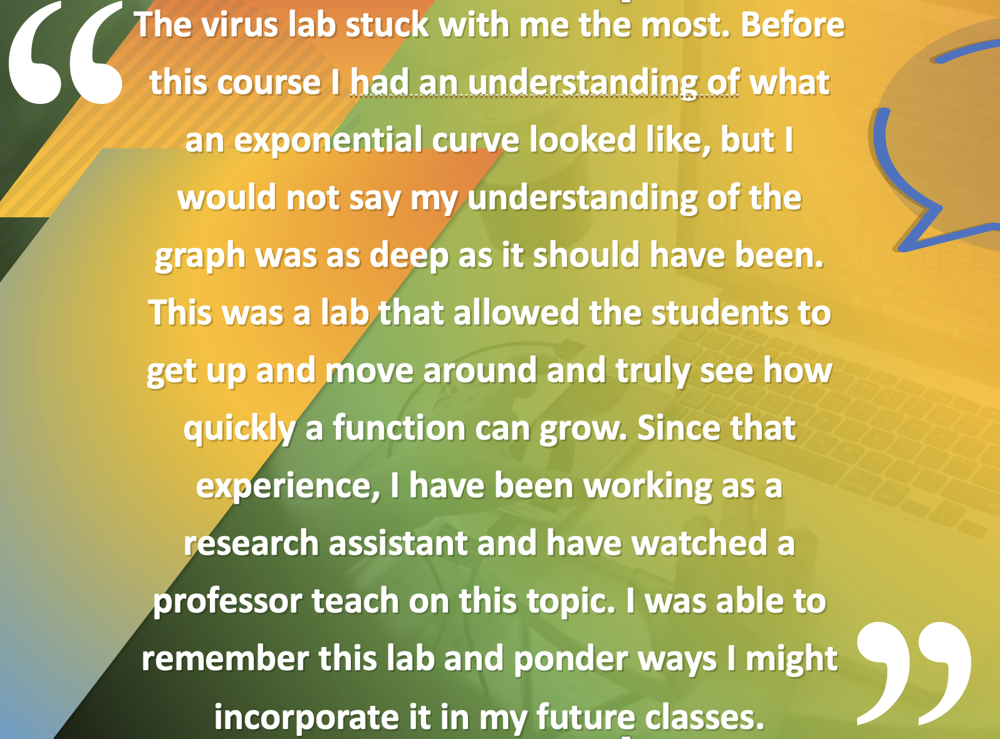 “The virus lab stuck with me the most. Before
this course I had an understanding of what
an exponential curve looked like, but I
would not say my understanding of the
graph was as deep as it should have been.
This was a lab that allowed the students to
get up and move around and truly see how
quickly a function can grow. Since that
experience, I have been working as a
research assistant and have watched a
professor teach on this topic. I was able to
remember this lab and ponder ways I might
incorporate it in my future classes.”